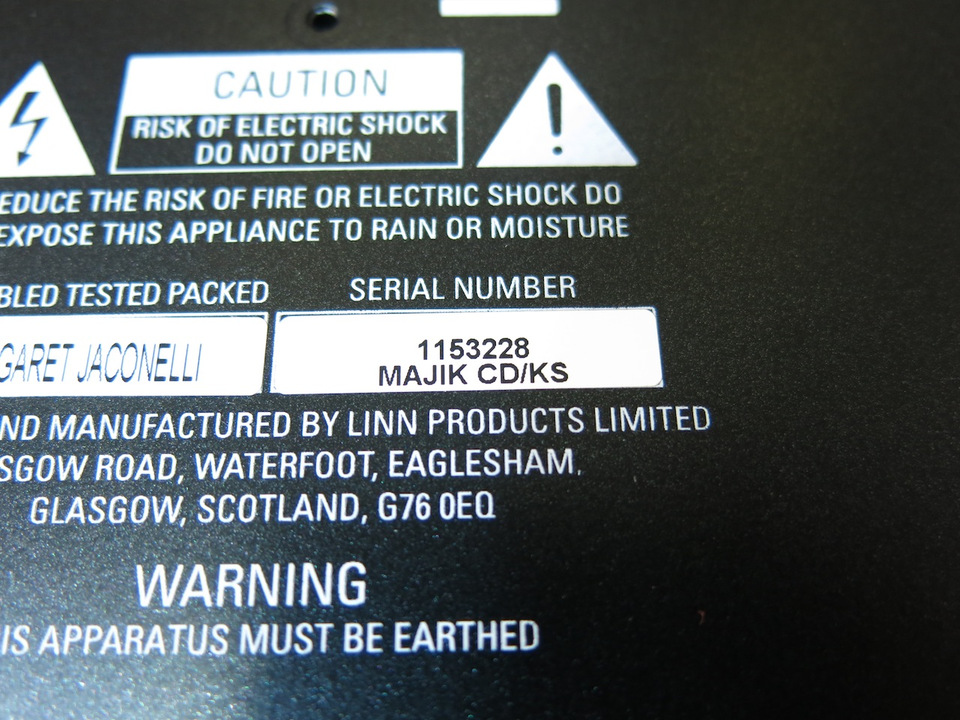 CAUTION
RISK OF ELECTRIC SHOCK
DO NOT OPEN
EDUCE THE RISK OF FIRE OR ELECTRIC SHOCK DO
EXPOSE THIS APPLIANCE TO RAIN OR MOISTURE
BLED TESTED PACKED
SERIAL NUMBER
GARET JACONELLI
1153228
MAJIK CD/KS
ND MANUFACTURED BY LINN PRODUCTS LIMITED
SGOW ROAD, WATERFOOT, EAGLESHAM,
GLASGOW, SCOTLAND, G76 0EQ
WARNING
IS APPARATUS MUST BE EARTHED